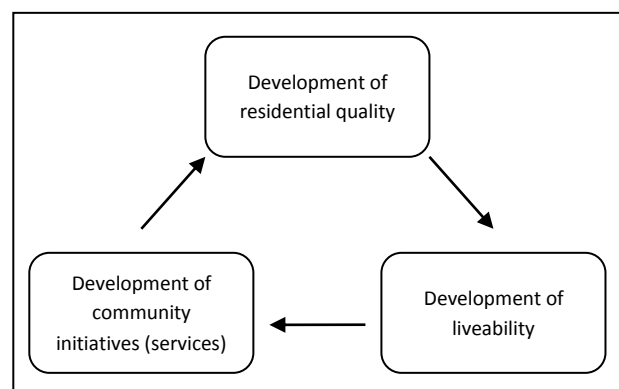 Development of
residential quality
Development of
community
initiatives (services)
Development of
liveability